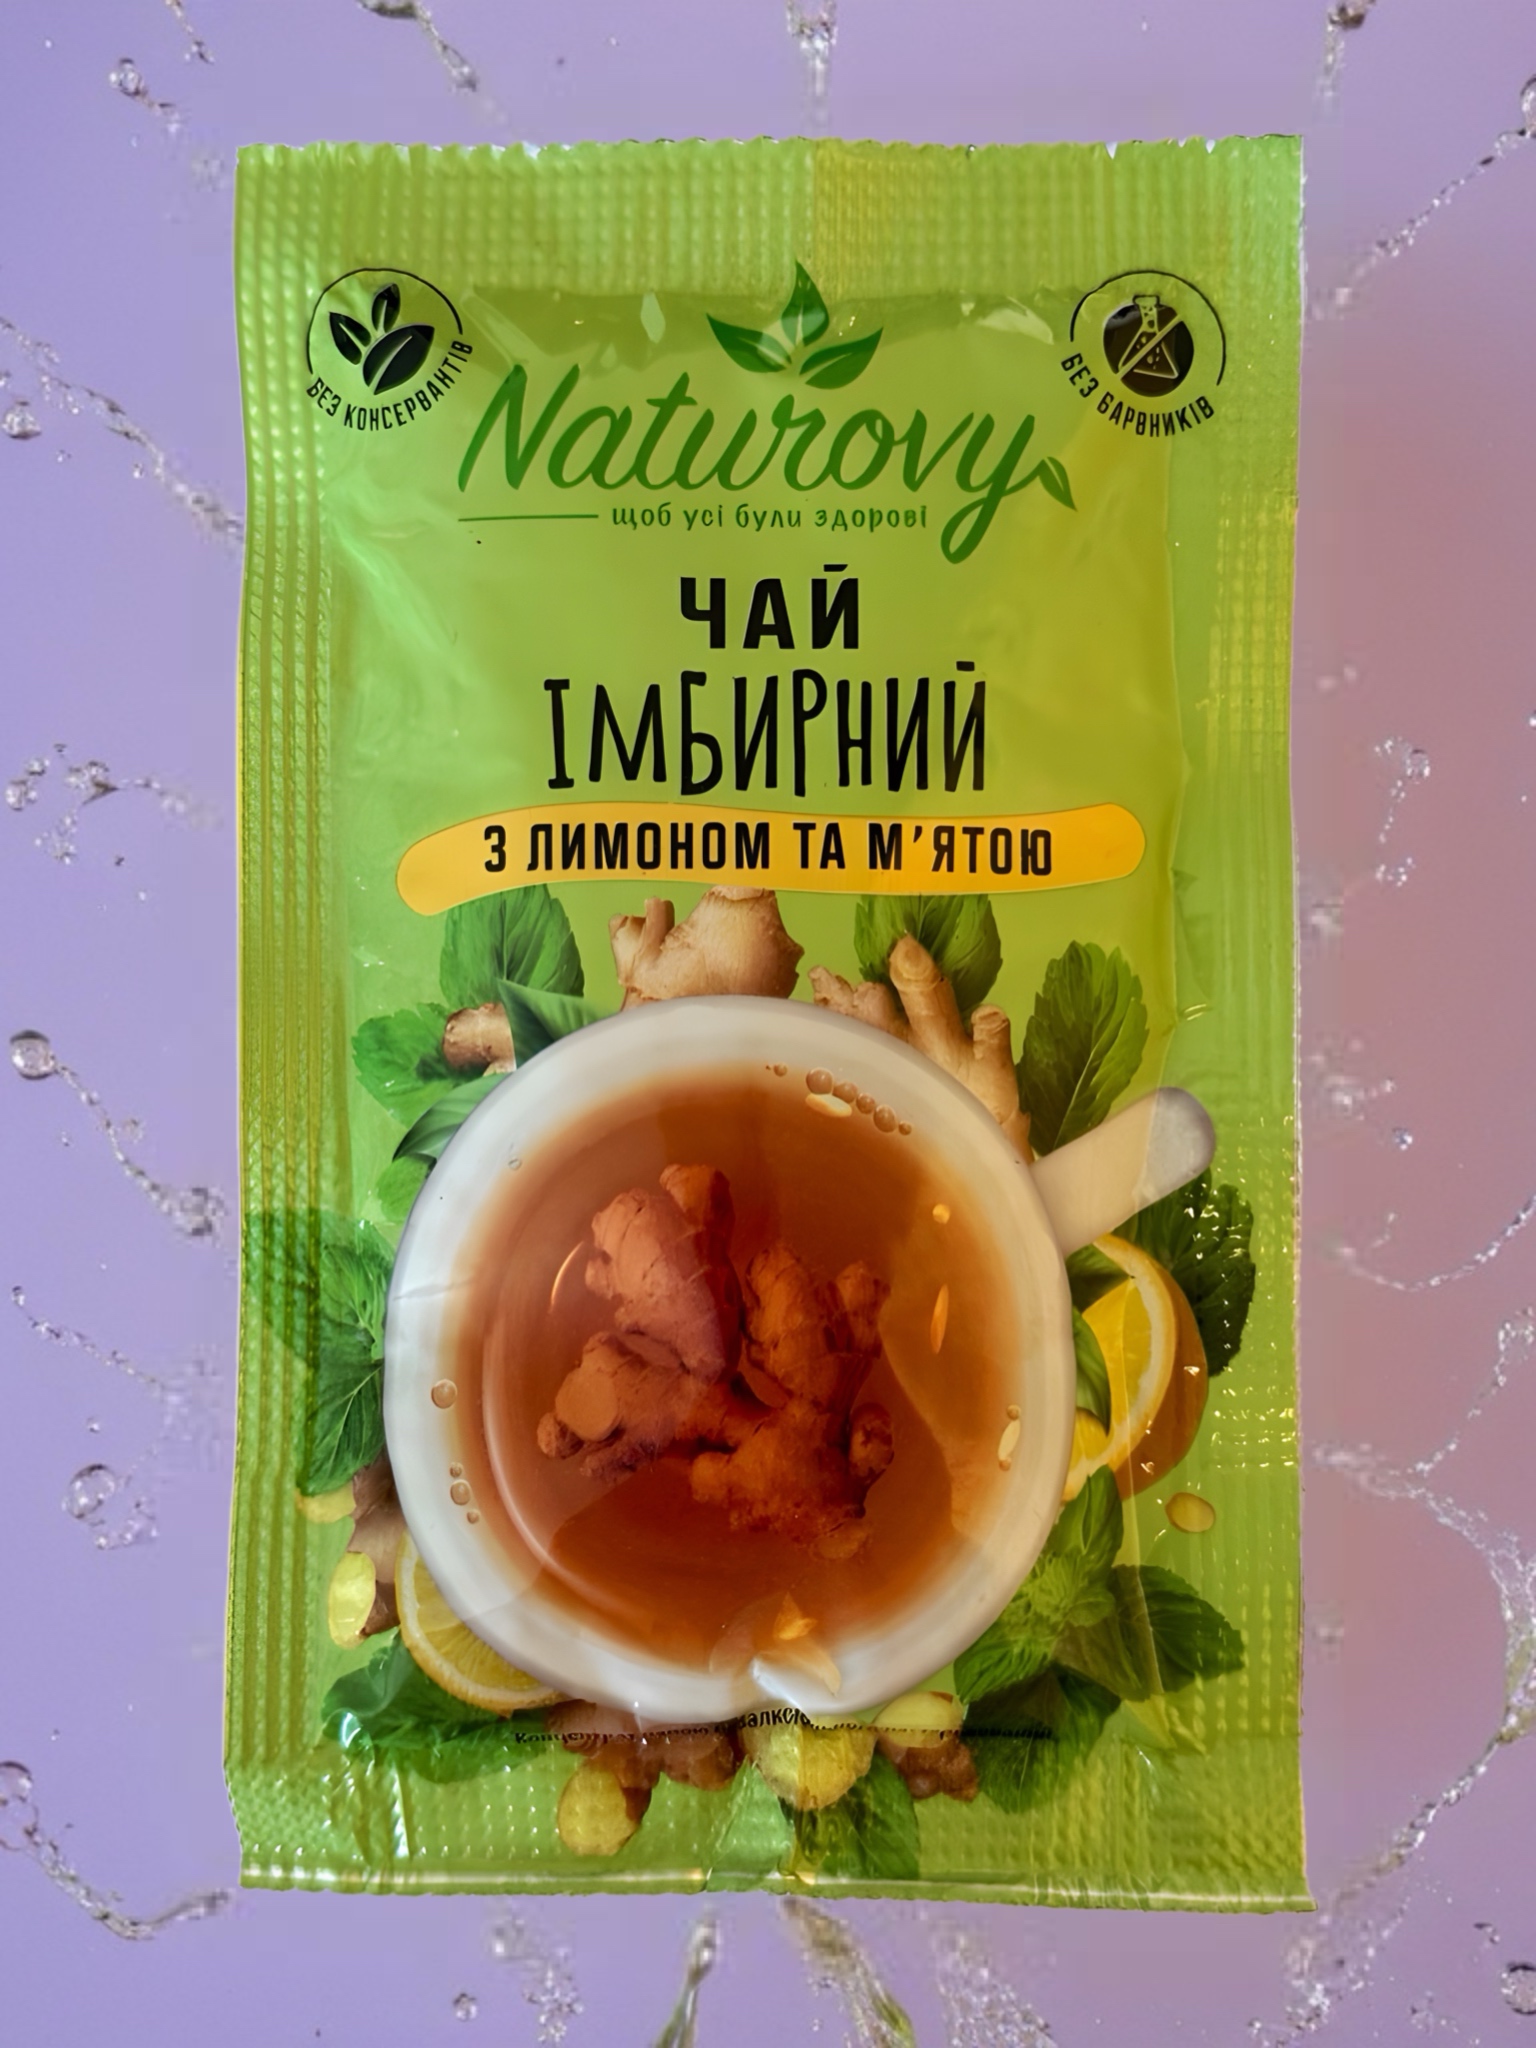 БЕЗ КОНСЕРВАНТІВ
БЕЗ БАРВНИКІВ
Naturovy
щоб усі були здорові
ЧАЙ
ІМБИРНИЙ
З ЛИМОНОМ ТА М'ЯТОЮ